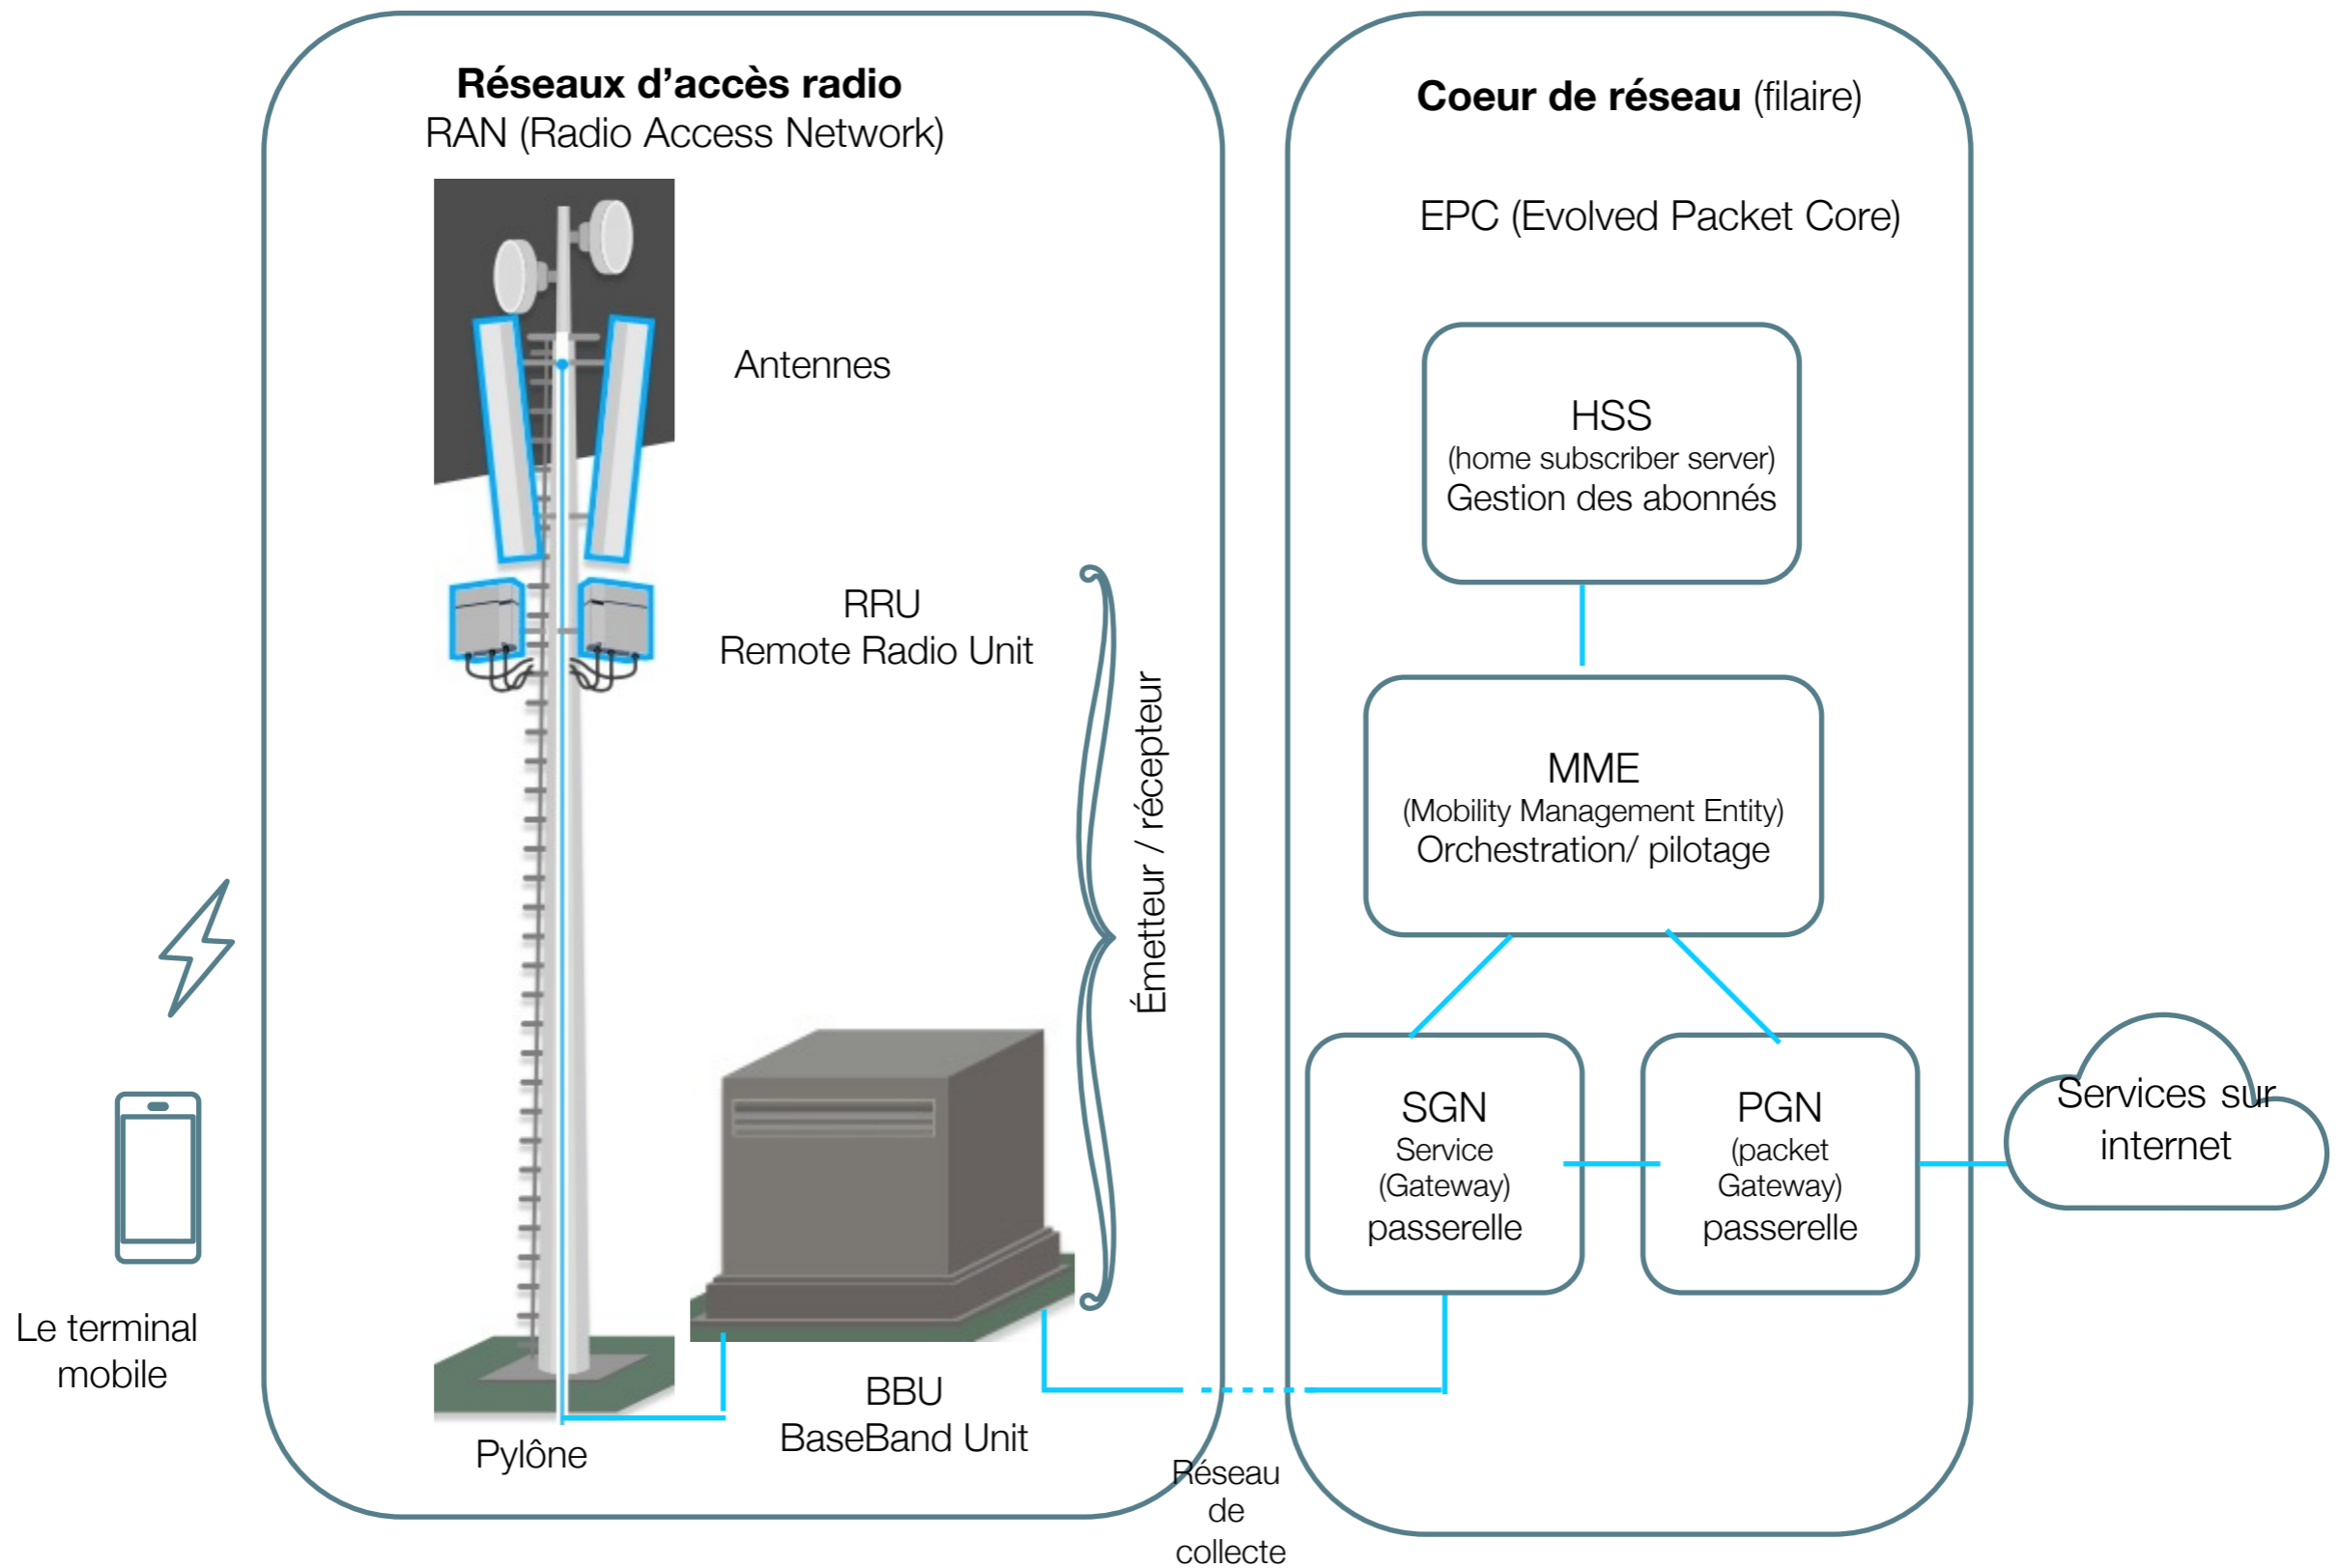 Réseaux d'accès radio
RAN (Radio Access Network)
Antennes
RRU
Remote Radio Unit
Émetteur / récepteur
BBU
BaseBand Unit
Pylône
Le terminal
mobile
Réseau
de
collecte
Coeur de réseau (filaire)
EPC (Evolved Packet Core)
HSS
(home subscriber server)
Gestion des abonnés
MME
(Mobility Management Entity)
Orchestration/ pilotage
SGN
Service
(Gateway)
passerelle
PGN
(packet
Gateway)
passerelle
Services sur
internet